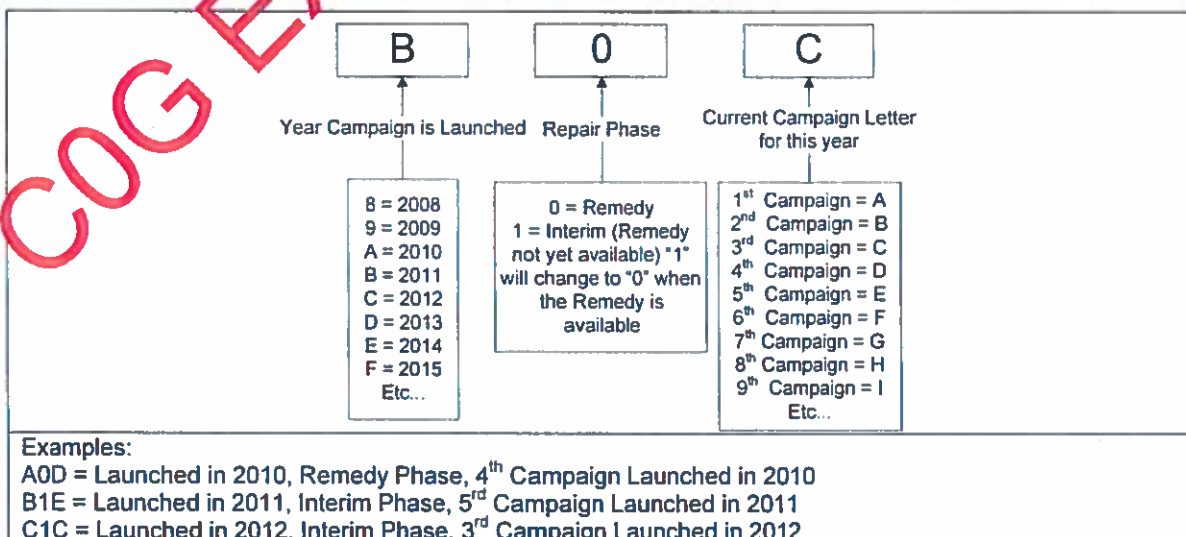 C0G
B 0 C
Year Campaign is Launched Repair Phase Current Campaign Letter
for this year
8 = 2008
9 = 2009
A = 2010
B = 2011
C = 2012
D = 2013
E = 2014
F = 2015
Etc...
0 = Remedy
1 = Interim (Remedy
not yet available) "1"
will change to "0" when
the Remedy is
available
1st Campaign = A
2nd Campaign = B
3rd Campaign = C
4th Campaign = D
5th Campaign = E
6th Campaign = F
7th Campaign = G
8th Campaign = H
9th Campaign = I
Etc...
Examples:
A0D = Launched in 2010, Remedy Phase, 4th Campaign Launched in 2010
B1E = Launched in 2011, Interim Phase, 5rd Campaign Launched in 2011
C1C = Launched in 2012, Interim Phase, 3rd Campaign Launched in 2012